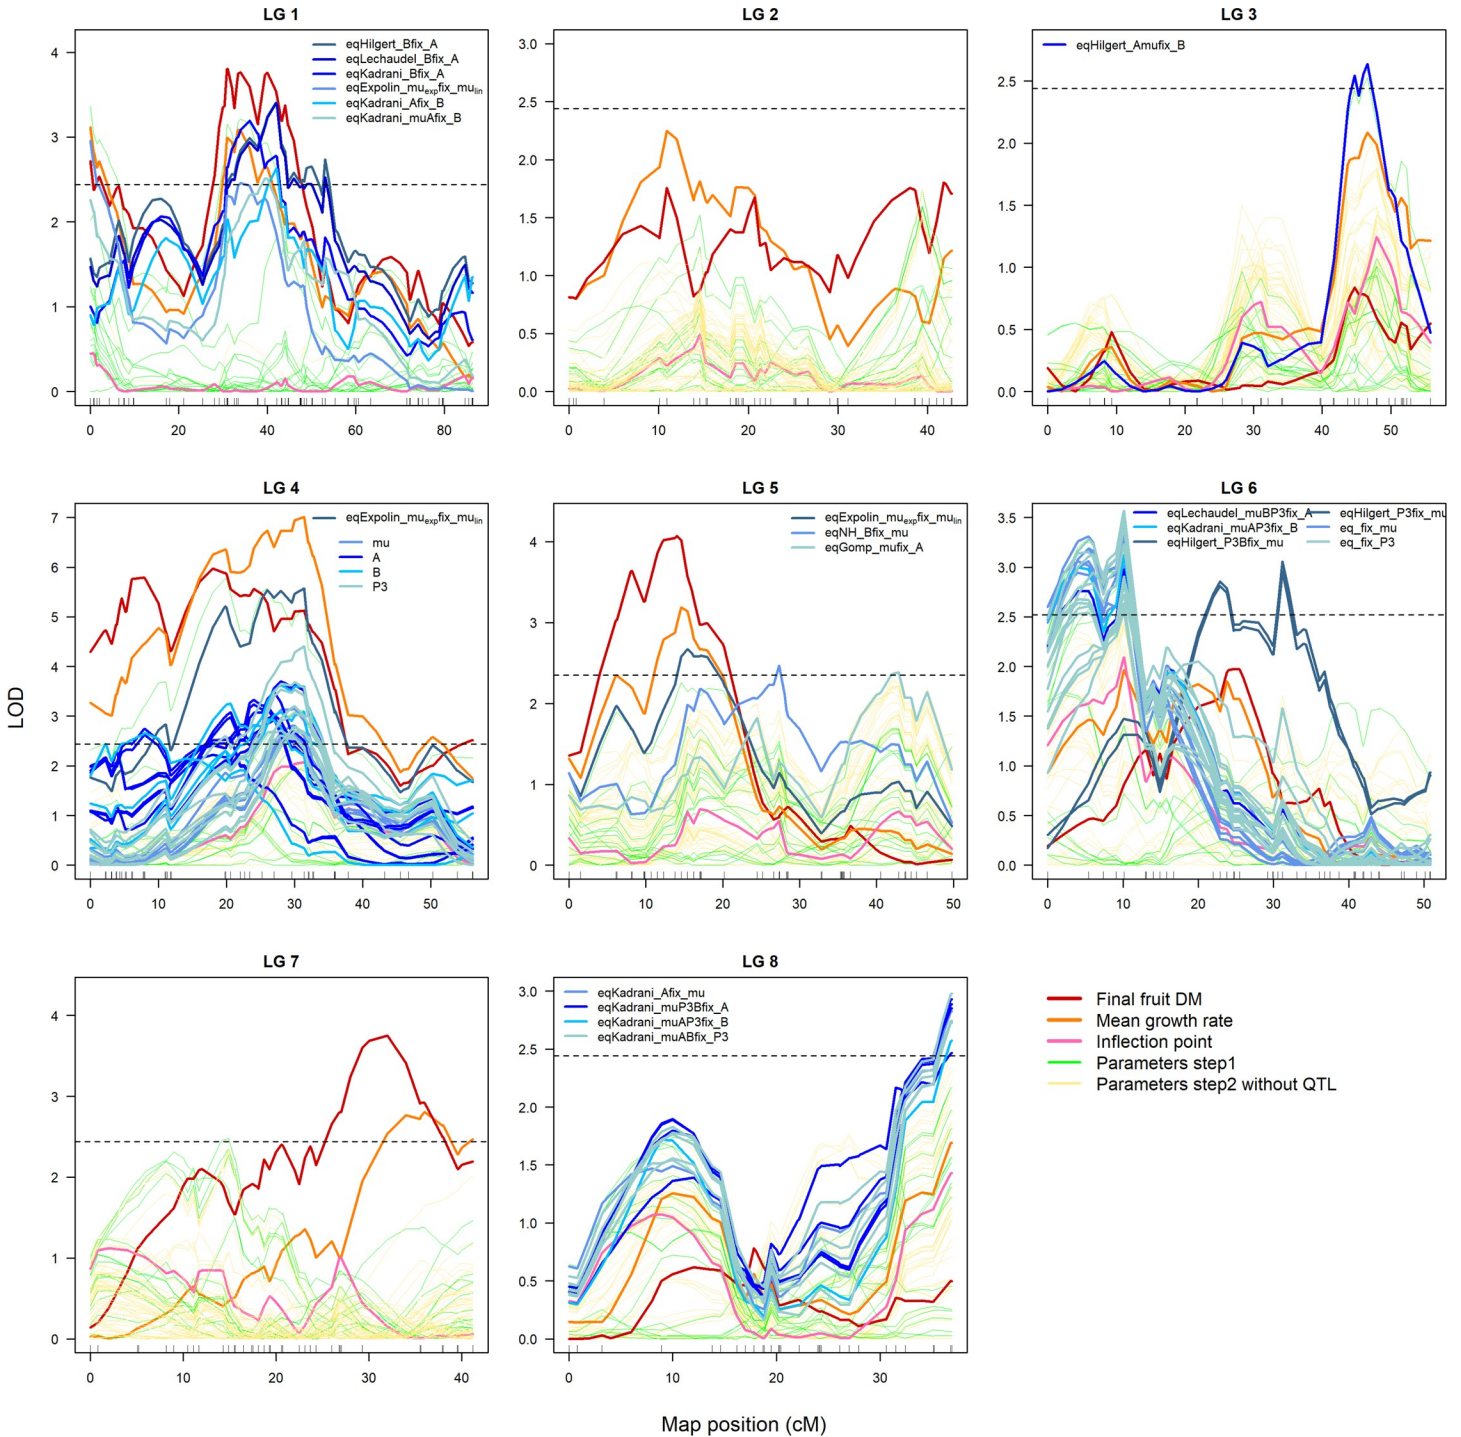 LG 1
4
3
2
1
0
eqHilgert_Bfix_A
eqLechaudel_Bfix_A
eqKadrani_Bfix_A
eqExpolin_mu_expfix_mu_lin
eqKadrani_Afix_B
eqKadrani_muAfix_B
0 20 40 60 80
LG 2
3.0
2.5
2.0
1.5
1.0
0.5
0.0
0 10 20 30 40
LG 3
eqHilgert_Amufix_B
2.5
2.0
1.5
1.0
0.5
0.0
0 10 20 30 40 50
LG 4
7
6
5
4
3
2
1
0
eqExpolin_mu_expfix_mu_lin
mu
A
B
P3
0 10 20 30 40 50
LG 5
4
3
2
1
0
eqExpolin_mu_expfix_mu_lin
eqNH_Bfix_mu
eqGomp_mufix_A
0 10 20 30 40 50
LG 6
3.5
3.0
2.5
2.0
1.5
1.0
0.5
0.0
eqLechaudel_muBP3fix_A
eqKadrani_muAP3fix_B
eqHilgert_P3Bfix_mu
eqHilgert_P3fix_mu
eq_fix_mu
eq_fix_P3
0 10 20 30 40 50
LOD
LG 7
4
3
2
1
0
0 10 20 30 40
LG 8
3.0
2.5
2.0
1.5
1.0
0.5
0.0
eqKadrani_Afix_mu
eqKadrani_muP3Bfix_A
eqKadrani_muAP3fix_B
eqKadrani_muABfix_P3
0 10 20 30
Final fruit DM
Mean growth rate
Inflection point
Parameters step1
Parameters step2 without QTL
Map position (cM)